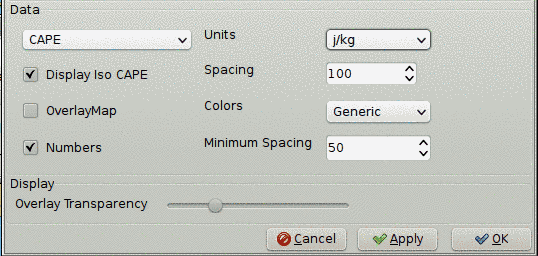 Data
CAPE
Units
j/kg
Display Iso CAPE
Spacing
100
OverlayMap
Colors
Generic
Numbers
Minimum Spacing
50
Display
Overlay Transparency
Cancel
Apply
OK